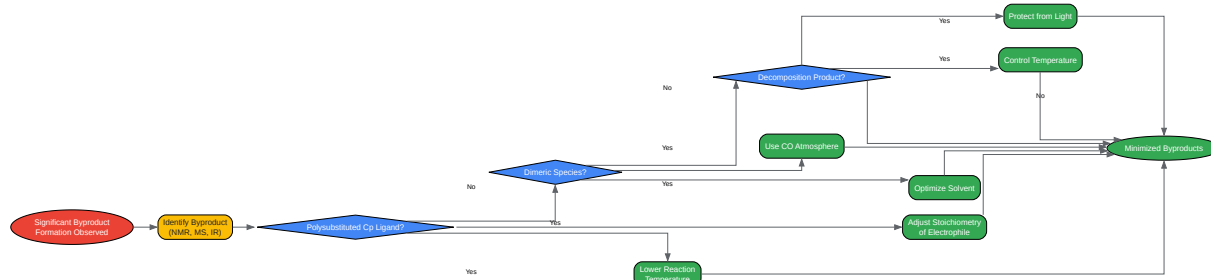 Protect from Light
Yes
Control Temperature
Yes
Decomposition Product?
No
No
Use CO Atmosphere
Yes
Minimized Byproducts
Dimeric Species?
Yes
Optimize Solvent
No
Significant Byproduct
Formation Observed
Identify Byproduct
(NMR, MS, IR)
Polysubstituted Cp Ligand?
Yes
Adjust Stoichiometry
of Electrophile
Lower Reaction
Temperature
Yes